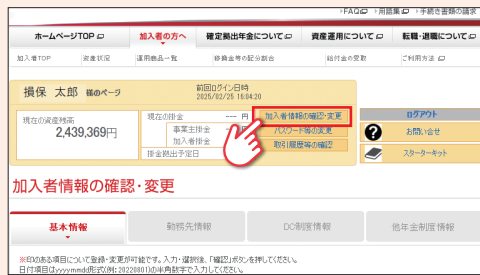 FAQ 用語集 手続き書類の請求
ホームページTOP 加入者の方へ 確定拠出年金について 資産運用について 転職・退職について
加入者TOP 資産状況 運用商品一覧 移換金等の配分割合 給付金の受取 ご利用方法
損保 太郎 様のページ
前回ログイン日時
2025/02/25 16:04:20
現在の資産残高
2,439,369円
現在の掛金 --- 円
事業主掛金
加入者掛金
掛金拠出予定日
加入者情報の確認・変更
パスワード等の変更
取引履歴等の確認
ログアウト
お問い合せ
スターターキット
加入者情報の確認・変更
基本情報 勤務先情報 DC制度情報 他年金制度情報
※印のある項目について登録・変更が可能です。入力・選択後、「確認」ボタンを押してください。
日付項目はyyyymmdd形式(例：20220801)の半角数字で入力してください。